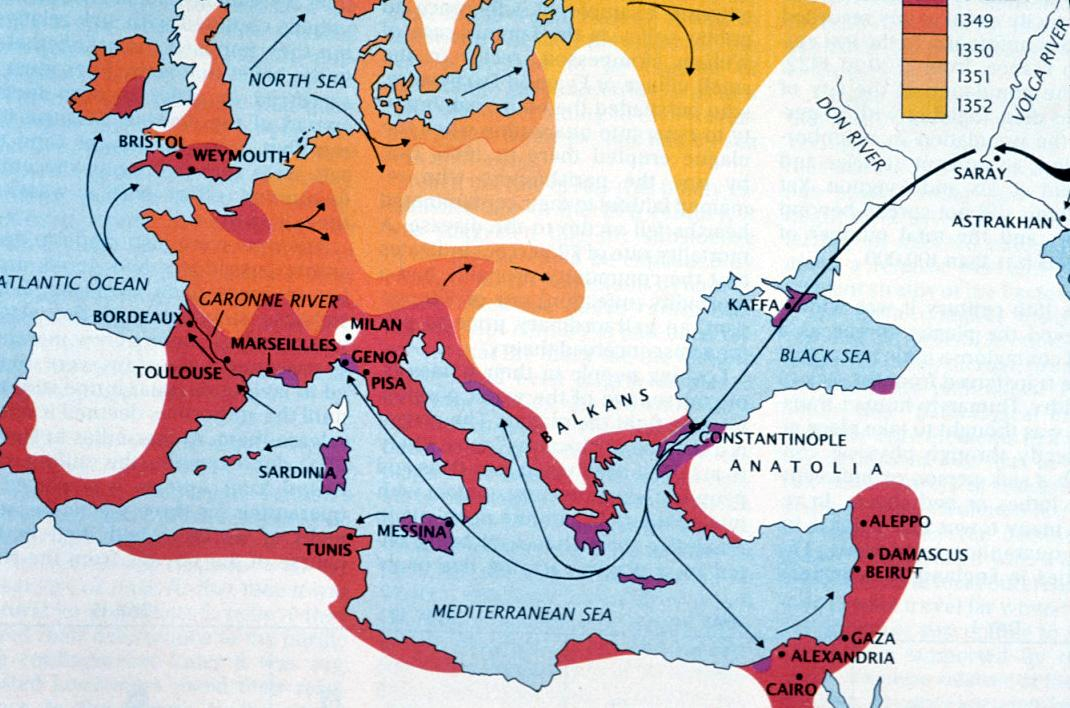 1349
1350
1351
1352
NORTH SEA
DON RIVER
VOLGA RIVER
SARAY
ASTRAKHAN
BRISTOL
WEYMOUTH
ATLANTIC OCEAN
GARONNE RIVER
BORDEAUX
MARSEILLLES
TOULOUSE
MILAN
GENOA
PISA
KAFFA
BLACK SEA
BALKANS
CONSTANTINOPLE
ANATOLIA
SARDINIA
MESSINA
TUNIS
ALEPPO
DAMASCUS
BEIRUT
MEDITERRANEAN SEA
GAZA
ALEXANDRIA
CAIRO